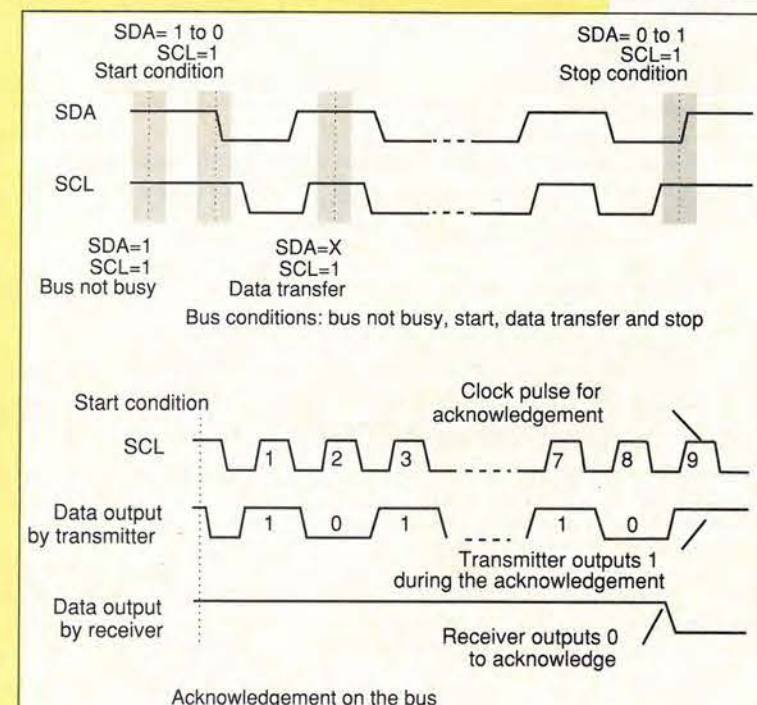 SDA= 1 to 0
SCL=1
Start condition
SDA= 0 to 1
SCL=1
Stop condition
SDA
SCL
SDA=1
SCL=1
Bus not busy
SDA=X
SCL=1
Data transfer
Bus conditions: bus not busy, start, data transfer and stop
Start condition
Clock pulse for
acknowledgement
SCL
1 2 3 7 8 9
Data output
by transmitter
1 0 1 1 0
Transmitter outputs 1
during the acknowledgement
Data output
by receiver
Receiver outputs 0
to acknowledge
Acknowledgement on the bus